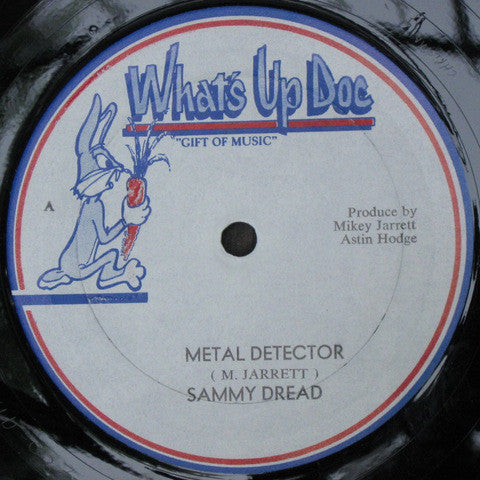 What's Up Doc
"GIFT OF MUSIC"
A
Produce by
Mikey Jarrett
Astin Hodge
METAL DETECTOR
( M. JARRETT )
SAMMY DREAD